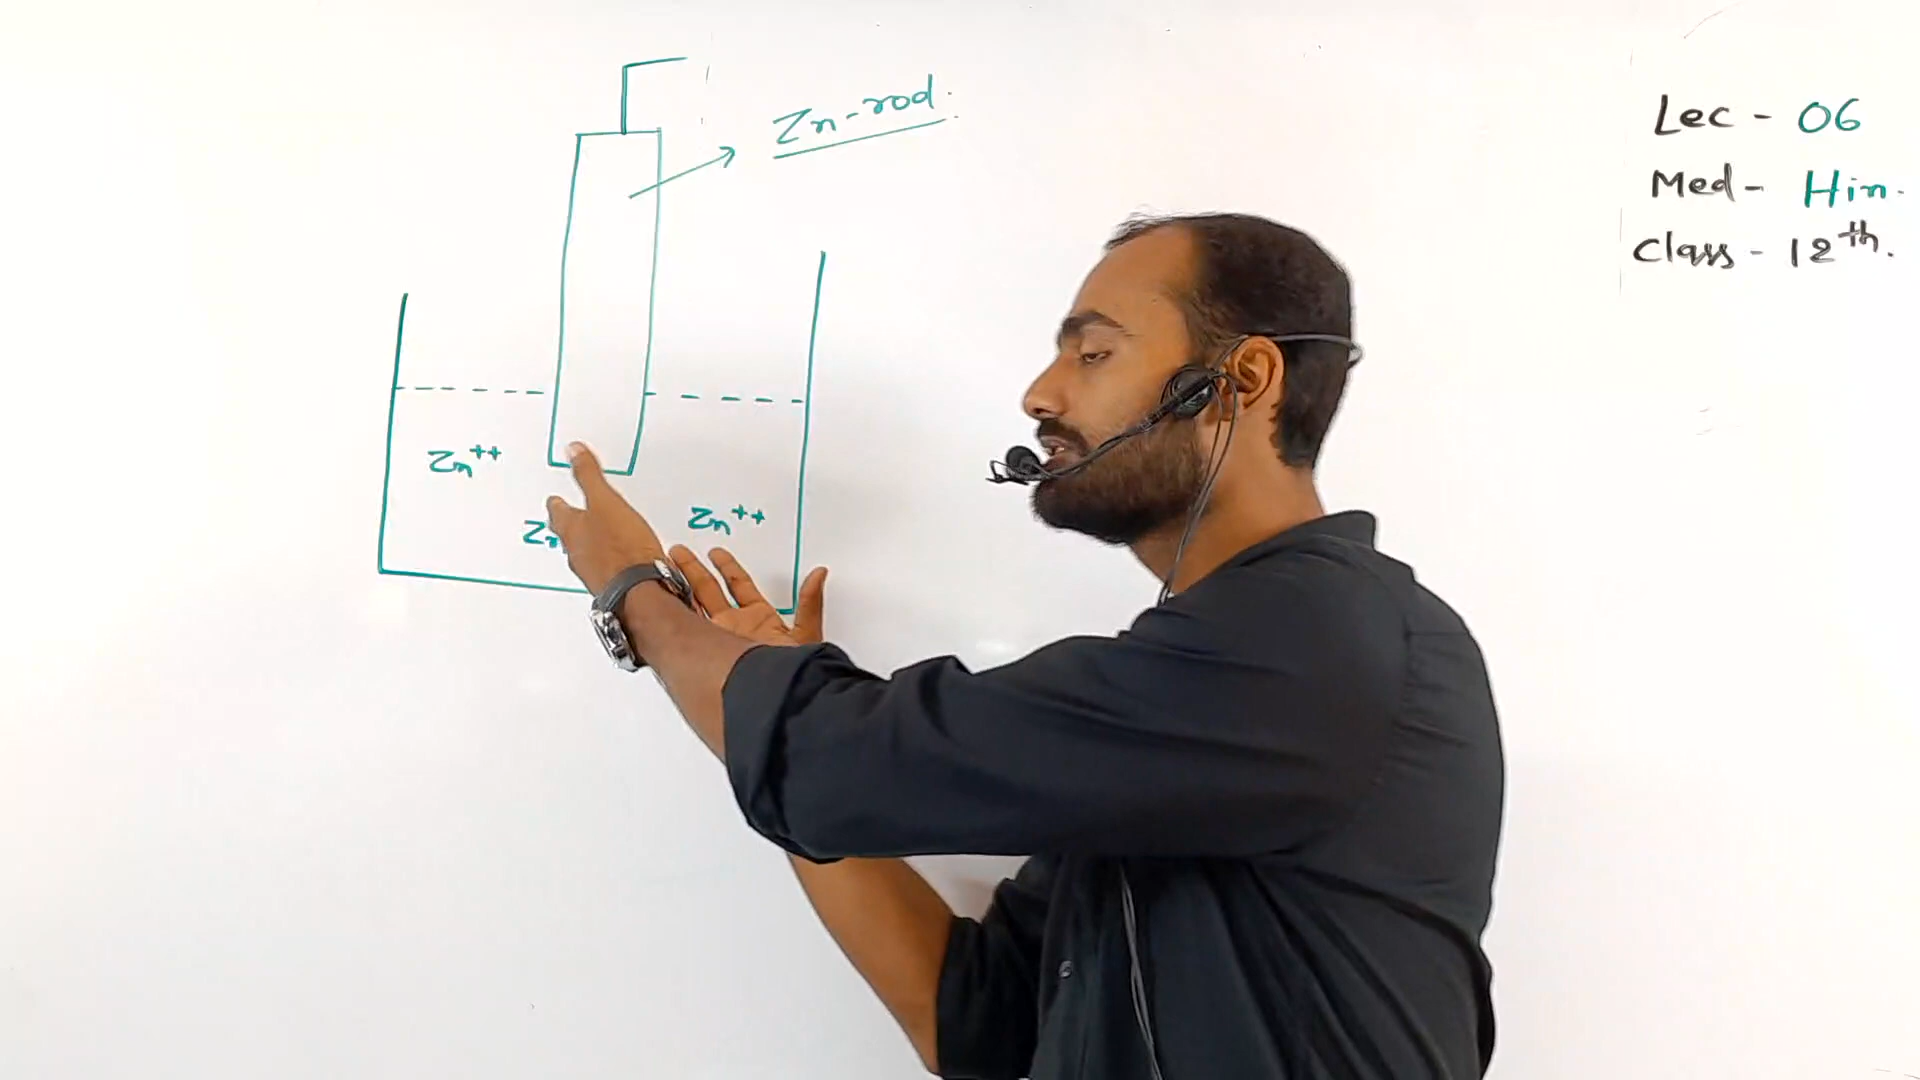 Zn-rod.
Lec - 06
Med - Hin.
Class - 12th.
Zn++
Zn++